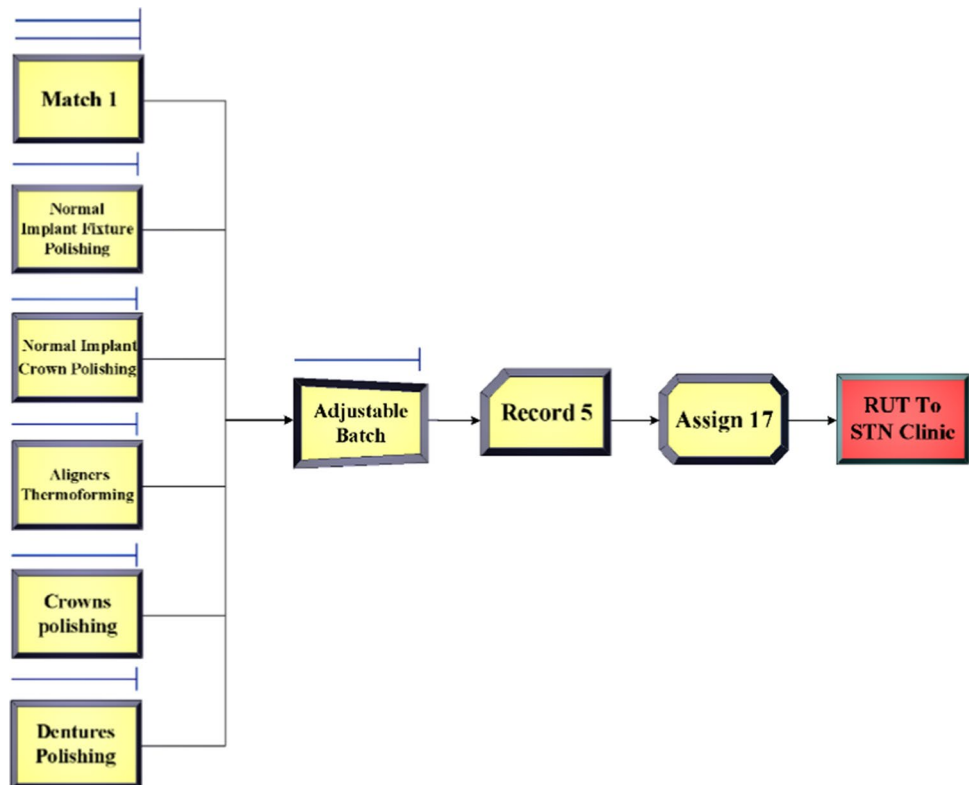 Match 1
Normal
Implant Fixture
Polishing
Normal Implant
Crown Polishing
Aligners
Thermoforming
Crowns
polishing
Dentures
Polishing
Adjustable
Batch
Record 5
Assign 17
RUT To
STN Clinic